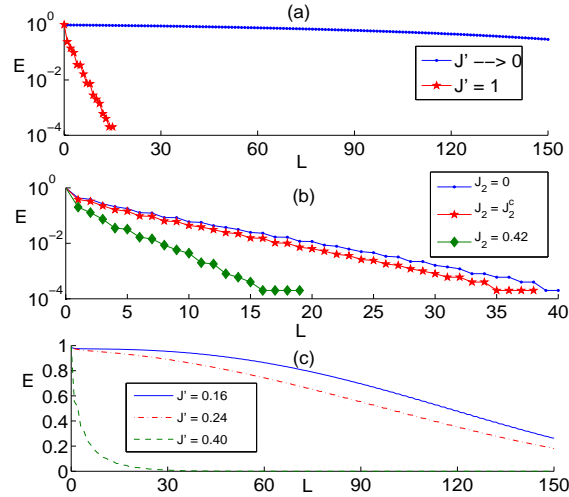 (a)
10^0
10^-2
10^-4
E
0 30 60 90 120 150
L
J' −−> 0
J' = 1
(b)
10^0
10^-2
10^-4
E
0 5 10 15 20 25 30 35 40
L
J_2 = 0
J_2 = J_2^c
J_2 = 0.42
(c)
1
0.8
0.6
0.4
0.2
0
E
0 30 60 90 120 150
L
J' = 0.16
J' = 0.24
J' = 0.40